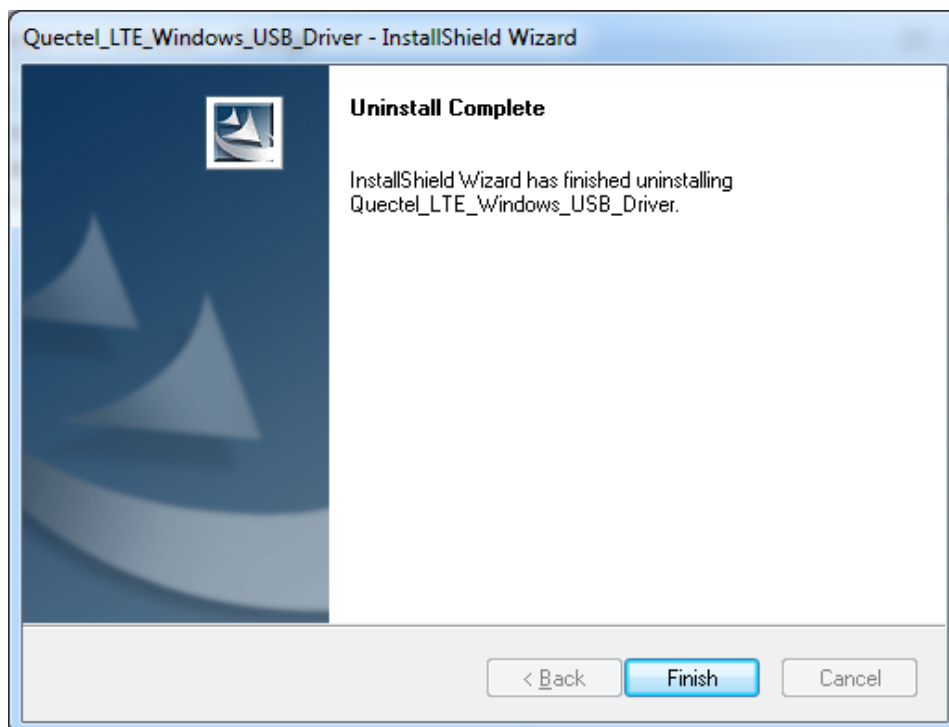 Quectel_LTE_Windows_USB_Driver - InstallShield Wizard
Uninstall Complete
InstallShield Wizard has finished uninstalling
Quectel_LTE_Windows_USB_Driver.
< Back
Finish
Cancel